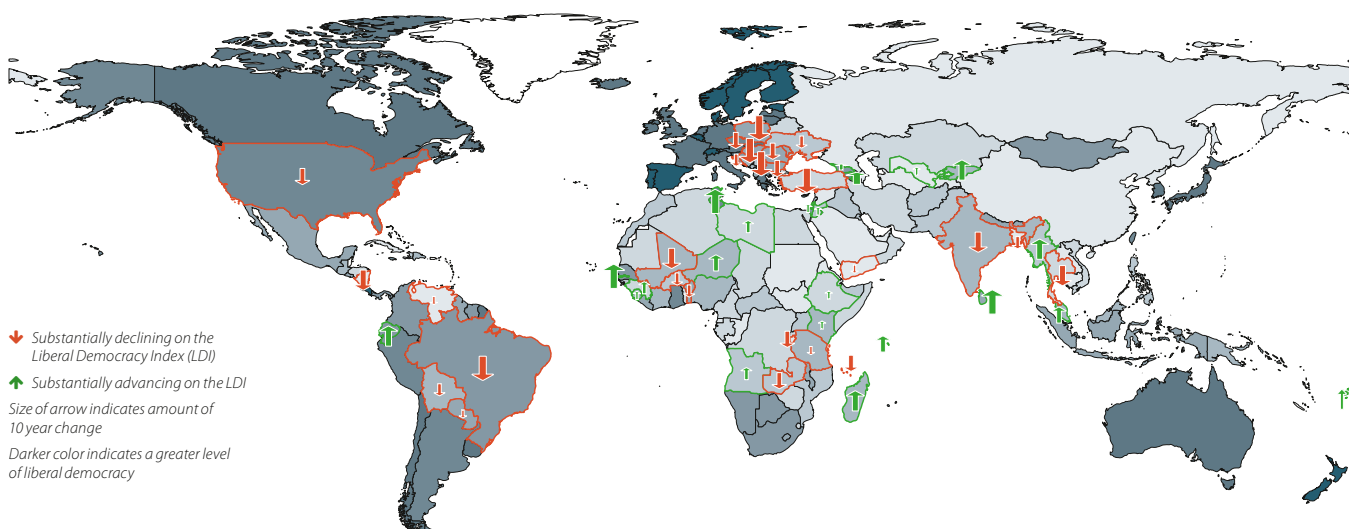 Substantially declining on the
Liberal Democracy Index (LDI)
Substantially advancing on the LDI
Size of arrow indicates amount of
10 year change
Darker color indicates a greater level
of liberal democracy